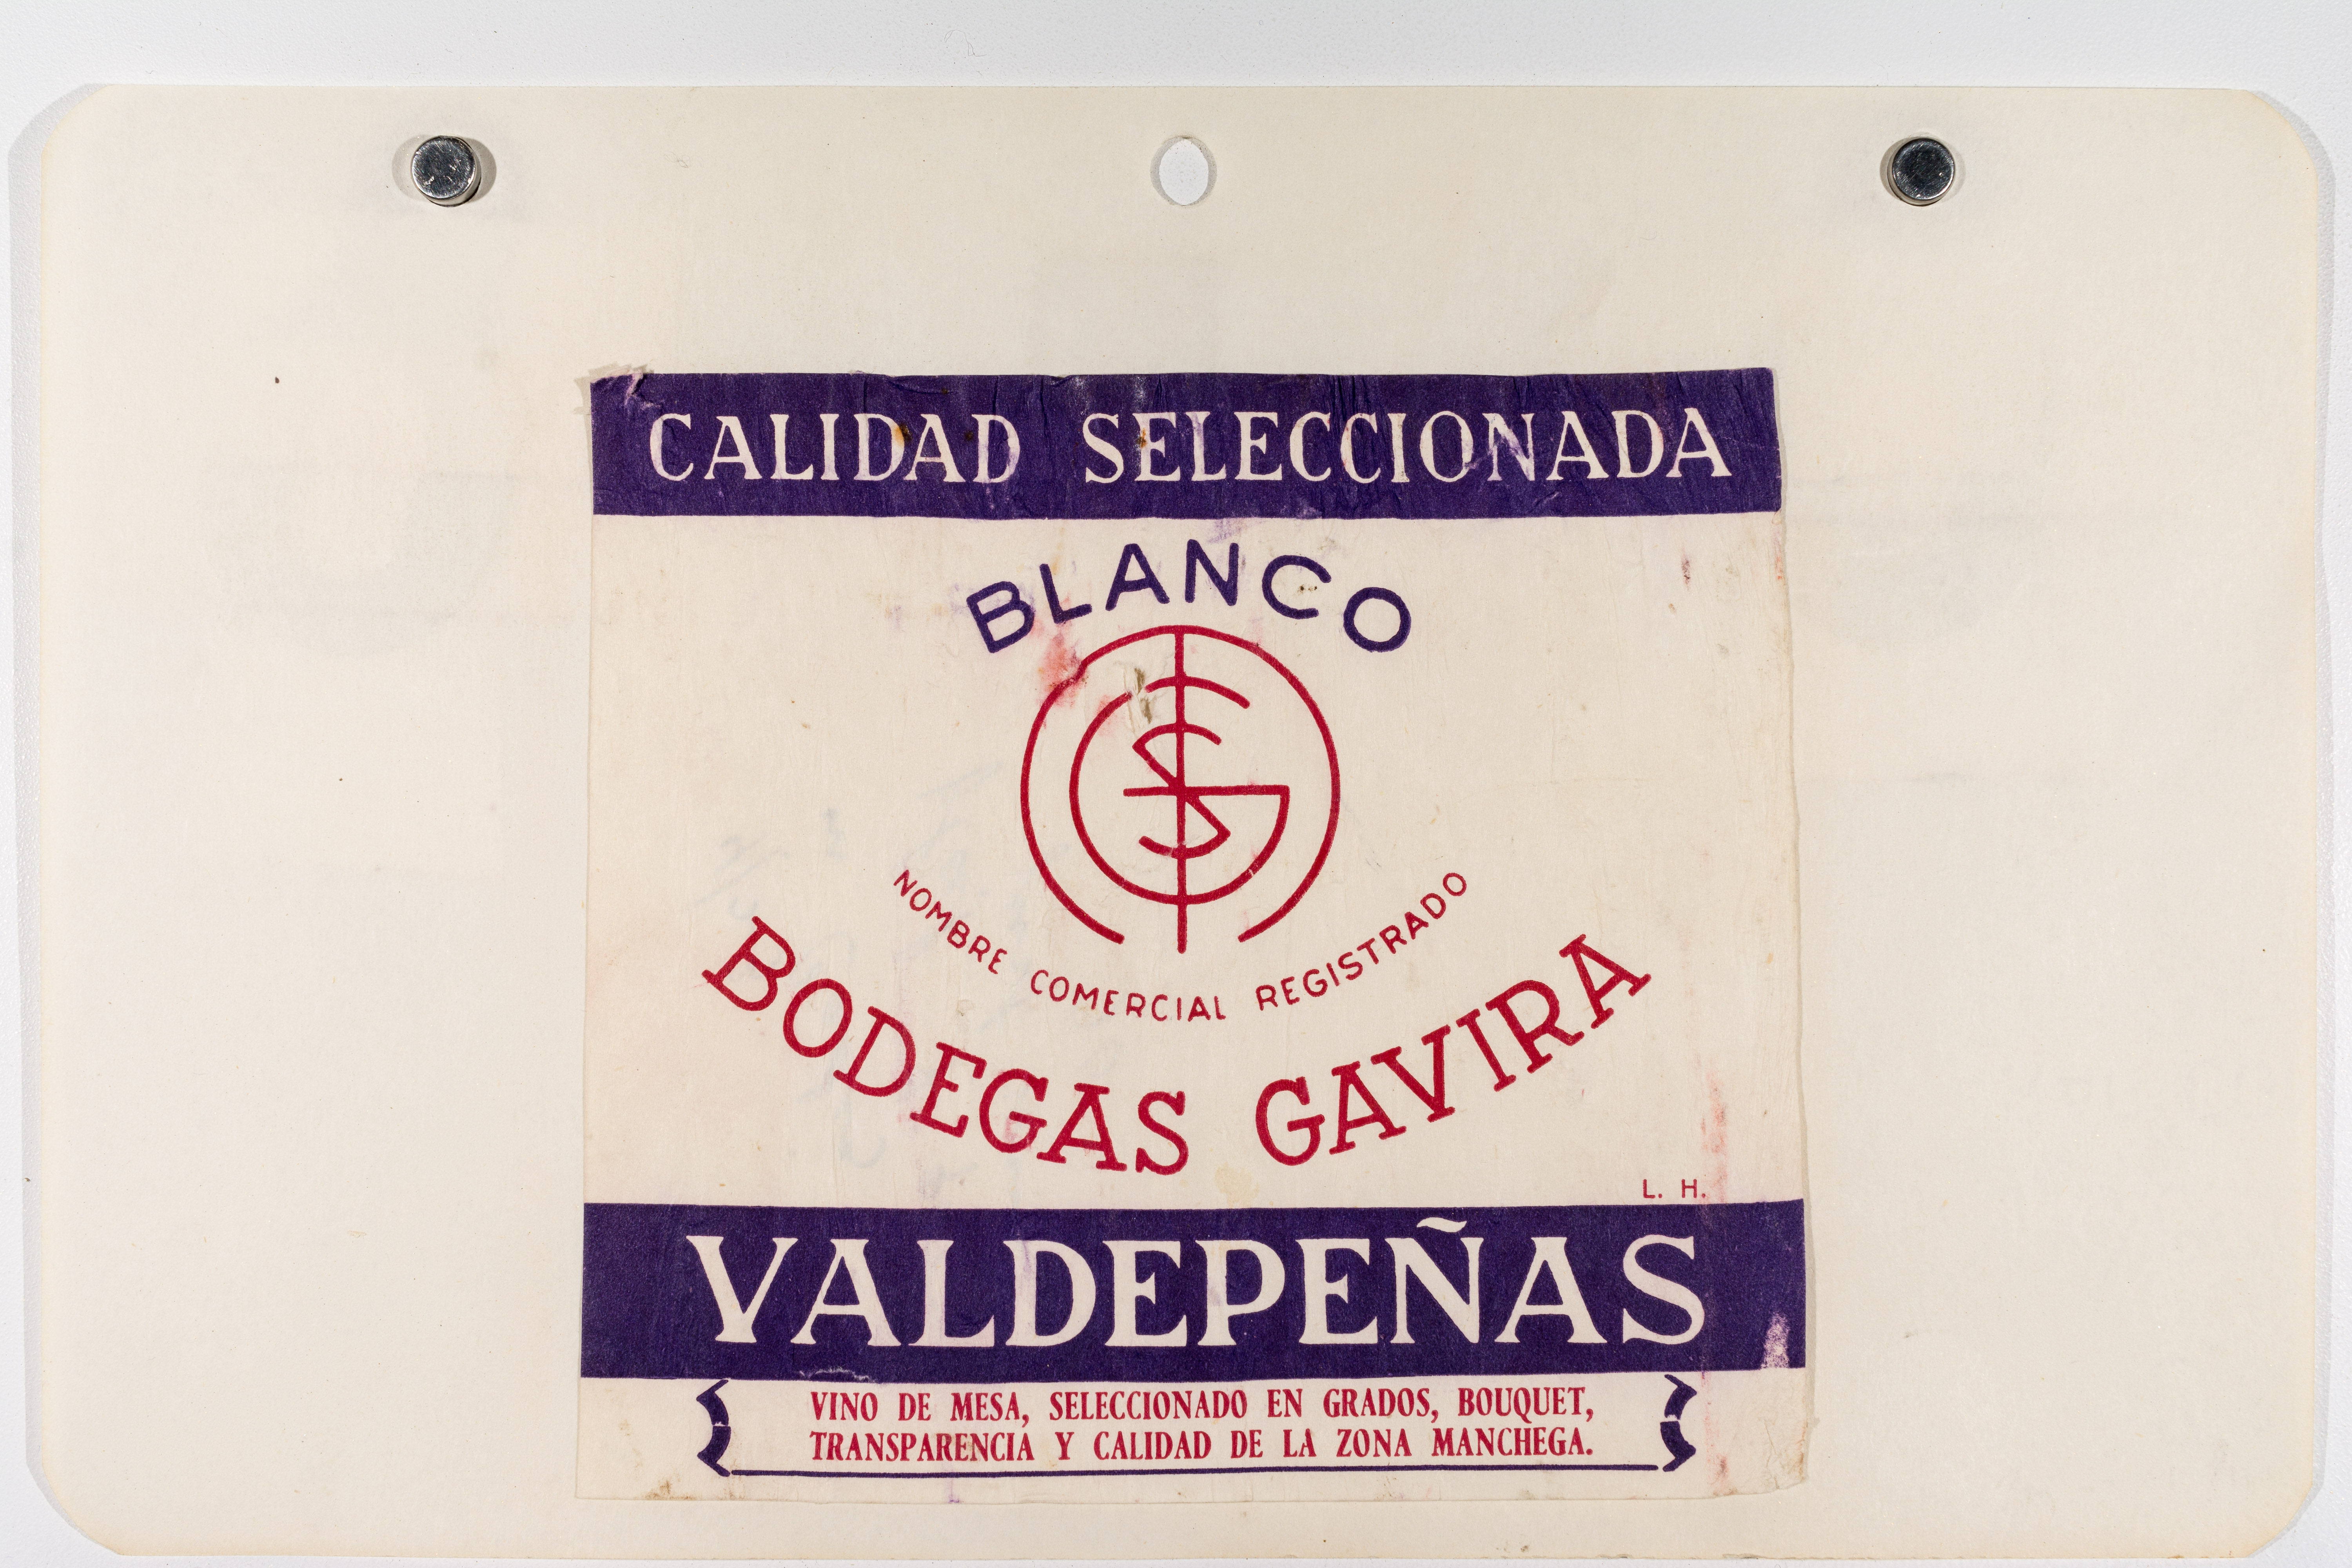 CALIDAD SELECCIONADA
BLANCO
NOMBRE COMERCIAL REGISTRADO
BODEGAS GAVIRA
L. H.
VALDEPEÑAS
VINO DE MESA, SELECCIONADO EN GRADOS, BOUQUET,
TRANSPARENCIA Y CALIDAD DE LA ZONA MANCHEGA.